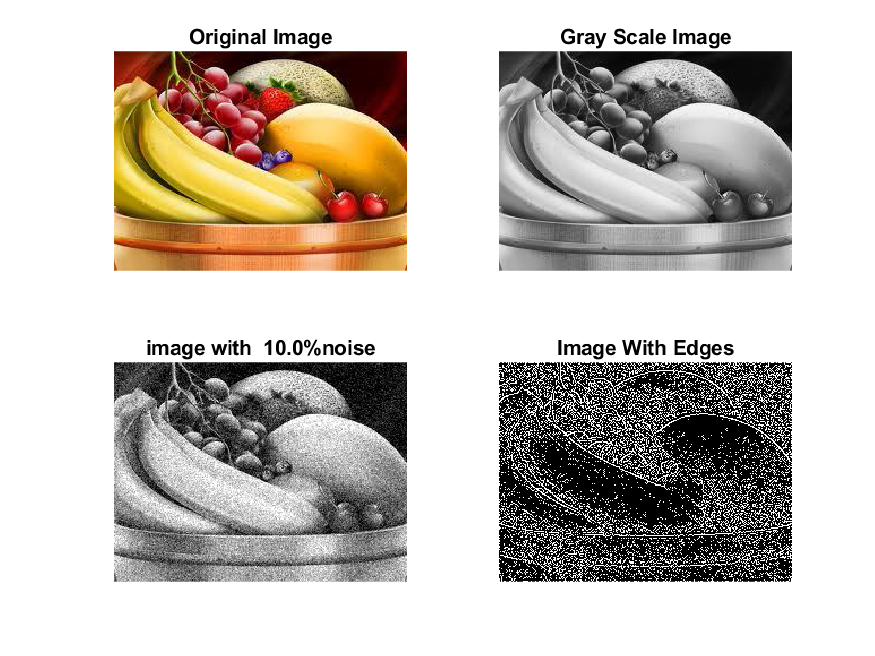 Original Image
Gray Scale Image
image with  10.0%noise
Image With Edges